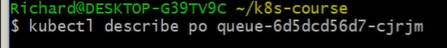 Richard@DESKTOP-G39TV9C ~/k8s-course
$ kubectl describe po queue-6d5dcd56d7-cjrjm